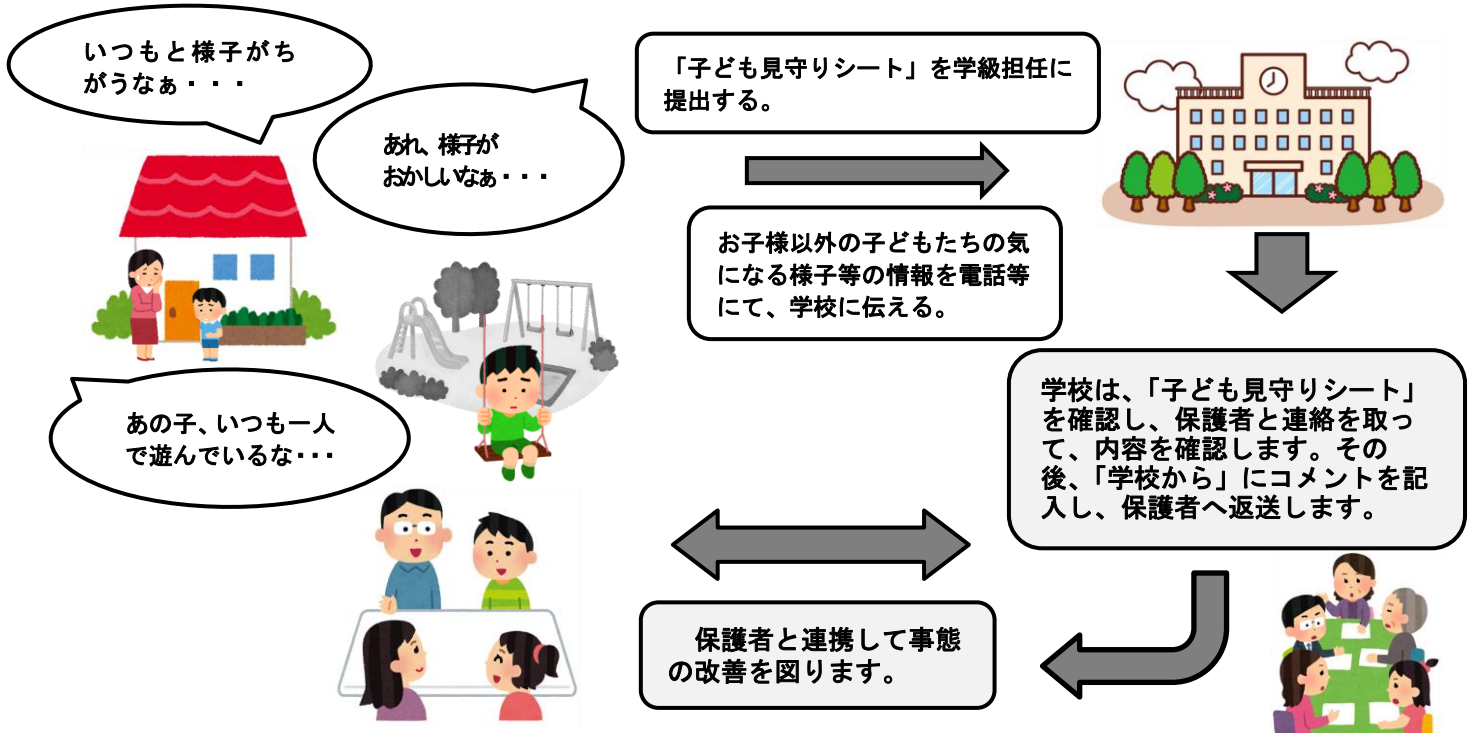 いつもと様子がち
がうなぁ・・・
あれ、様子が
おかしいなぁ・・・
あの子、いつも一人
で遊んでいるな･･･
「子ども見守りシート」を学級担任に
提出する。
お子様以外の子どもたちの気
になる様子等の情報を電話等
にて、学校に伝える。
学校は、「子ども見守りシート」
を確認し、保護者と連絡を取っ
て、内容を確認します。その
後、「学校から」にコメントを記
入し、保護者へ返送します。
保護者と連携して事態
の改善を図ります。